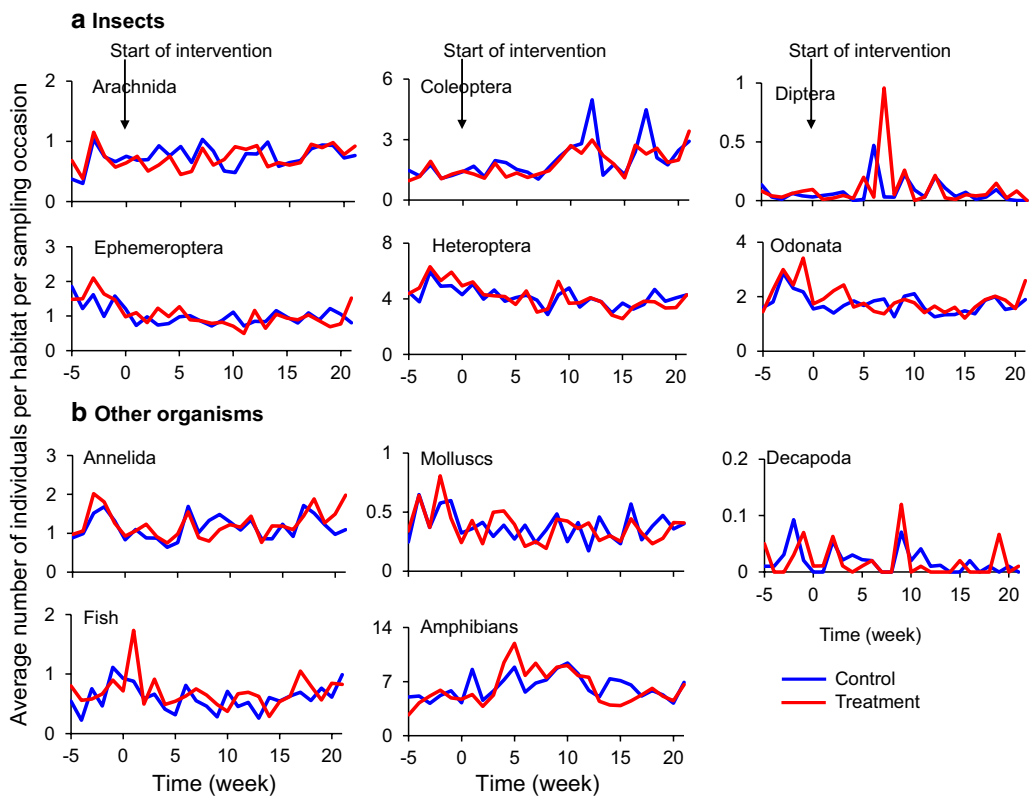 a Insects
Start of intervention Start of intervention Start of intervention
Arachnida Coleoptera Diptera
2 6 1
1 3 0.5
0 0 0
Ephemeroptera Heteroptera Odonata
3 8 4
2 4 2
1
0 0 0
-5 0 5 10 15 20 -5 0 5 10 15 20 -5 0 5 10 15 20
b Other organisms
Annelida Molluscs Decapoda
3 1 0.2
2 0.5 0.1
1
0 0 0
-5 0 5 10 15 20
Fish Amphibians
2 14
1 7
0 0
-5 0 5 10 15 20 -5 0 5 10 15 20
Time (week) Time (week) Time (week)
Control
Treatment
Average number of individuals per habitat per sampling occasion